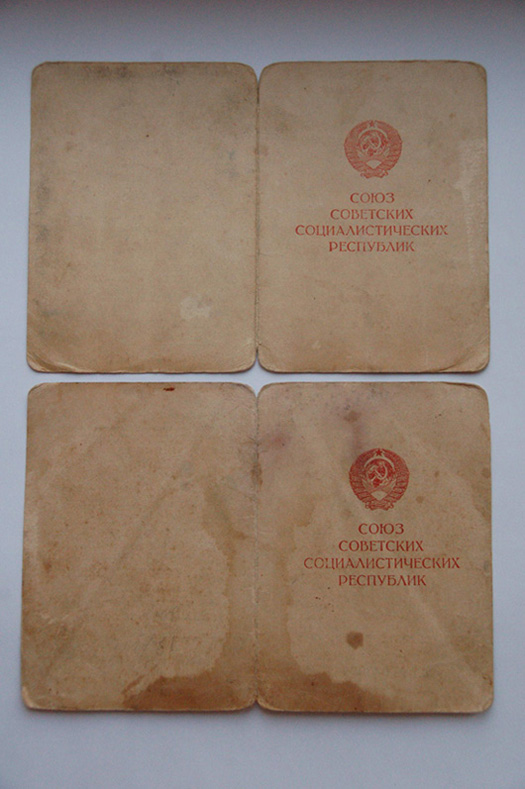 СОЮЗ
СОВЕТСКИХ
СОЦИАЛИСТИЧЕСКИХ
РЕСПУБЛИК
СОЮЗ
СОВЕТСКИХ
СОЦИАЛИСТИЧЕСКИХ
РЕСПУБЛИК